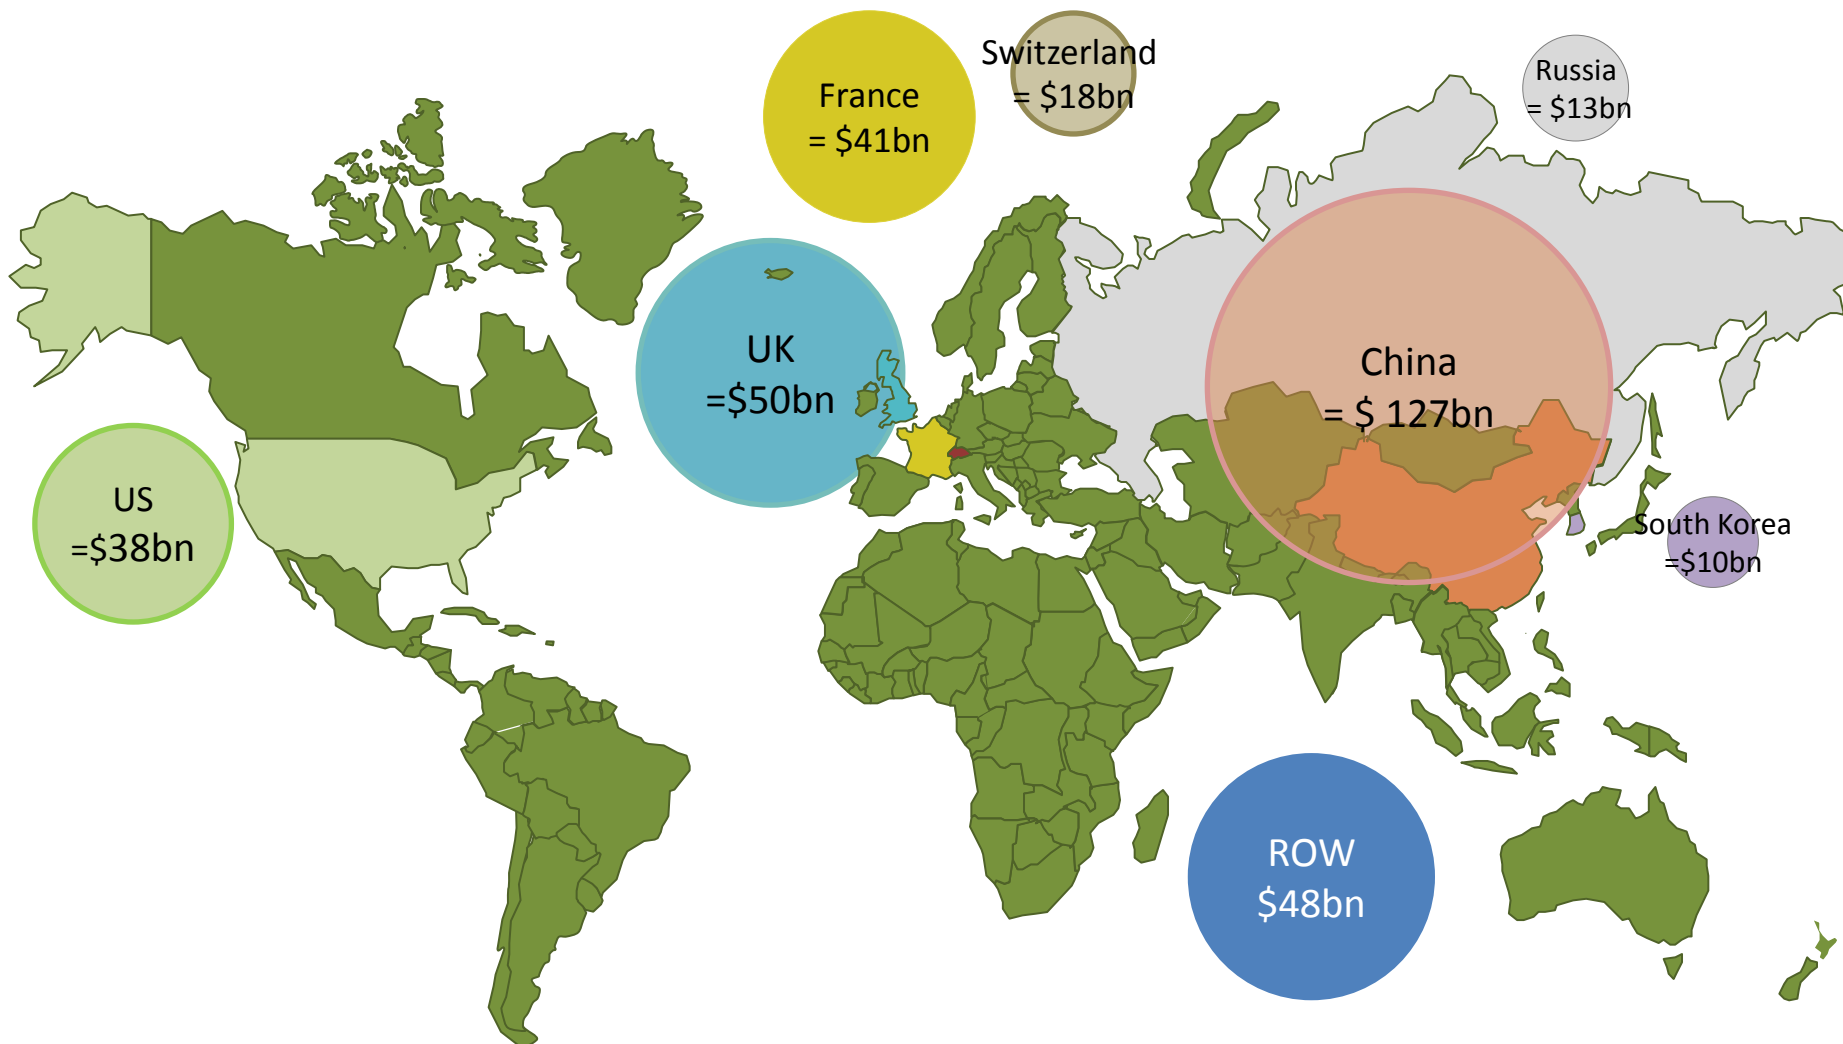 France
= $41bn
Switzerland
= $18bn
Russia
= $13bn
UK
=$50bn
China
= $ 127bn
US
=$38bn
South Korea
=$10bn
ROW
$48bn